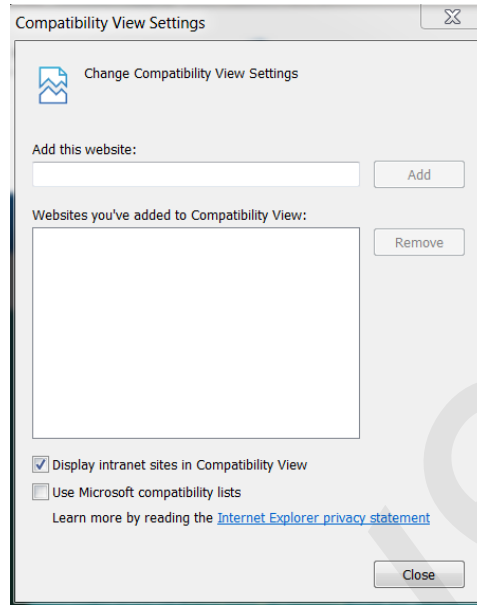 Compatibility View Settings
Change Compatibility View Settings
Add this website:
Add
Websites you've added to Compatibility View:
Remove
Display intranet sites in Compatibility View
Use Microsoft compatibility lists
Learn more by reading the Internet Explorer privacy statement
Close